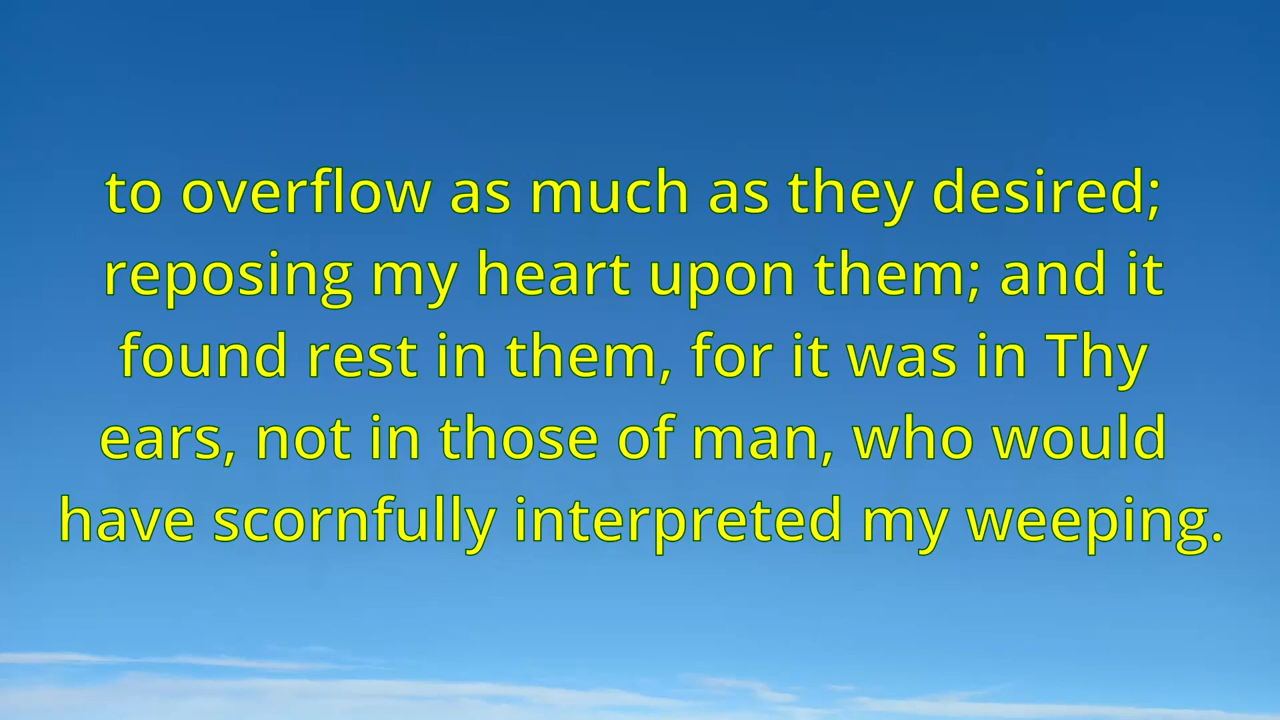 to overflow as much as they desired;
reposing my heart upon them; and it
found rest in them, for it was in Thy
ears, not in those of man, who would
have scornfully interpreted my weeping.